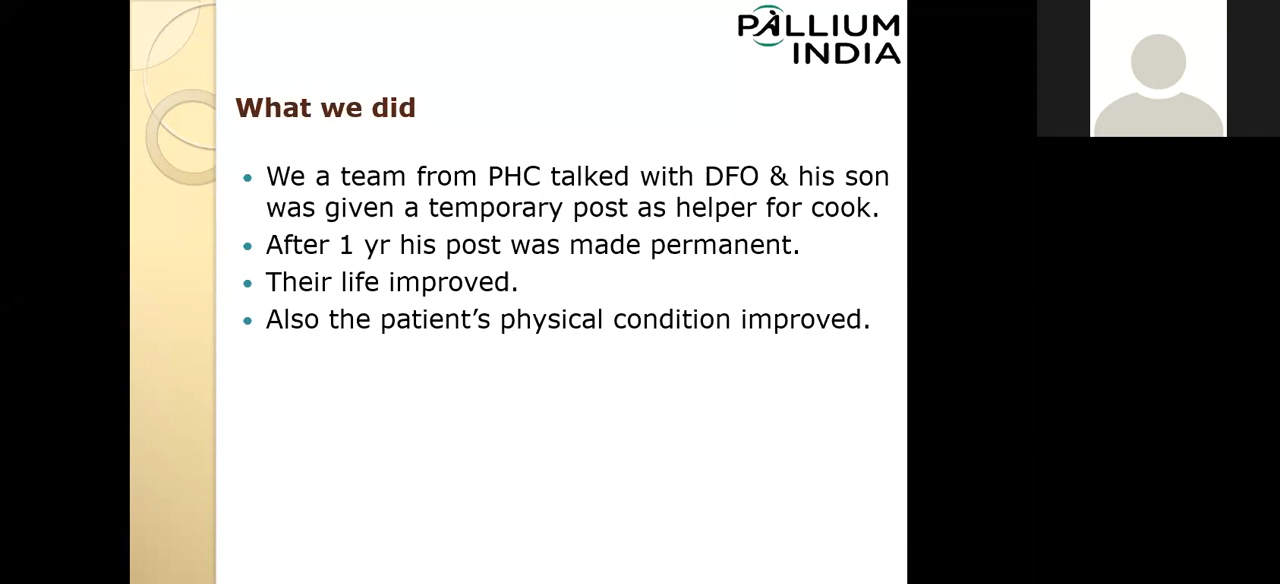 PALLIUM
INDIA
What we did
• We a team from PHC talked with DFO & his son
was given a temporary post as helper for cook.
• After 1 yr his post was made permanent.
• Their life improved.
• Also the patient’s physical condition improved.